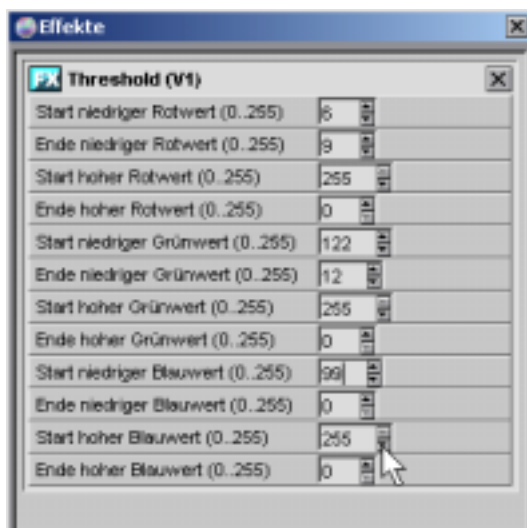 Effekte
FX Threshold (V1)
Start niedriger Rotwert (0..255) 6
Ende niedriger Rotwert (0..255) 9
Start hoher Rotwert (0..255) 255
Ende hoher Rotwert (0..255) 0
Start niedriger Grünwert (0..255) 122
Ende niedriger Grünwert (0..255) 12
Start hoher Grünwert (0..255) 255
Ende hoher Grünwert (0..255) 0
Start niedriger Blauwert (0..255) 99
Ende niedriger Blauwert (0..255) 0
Start hoher Blauwert (0..255) 255
Ende hoher Blauwert (0..255) 0